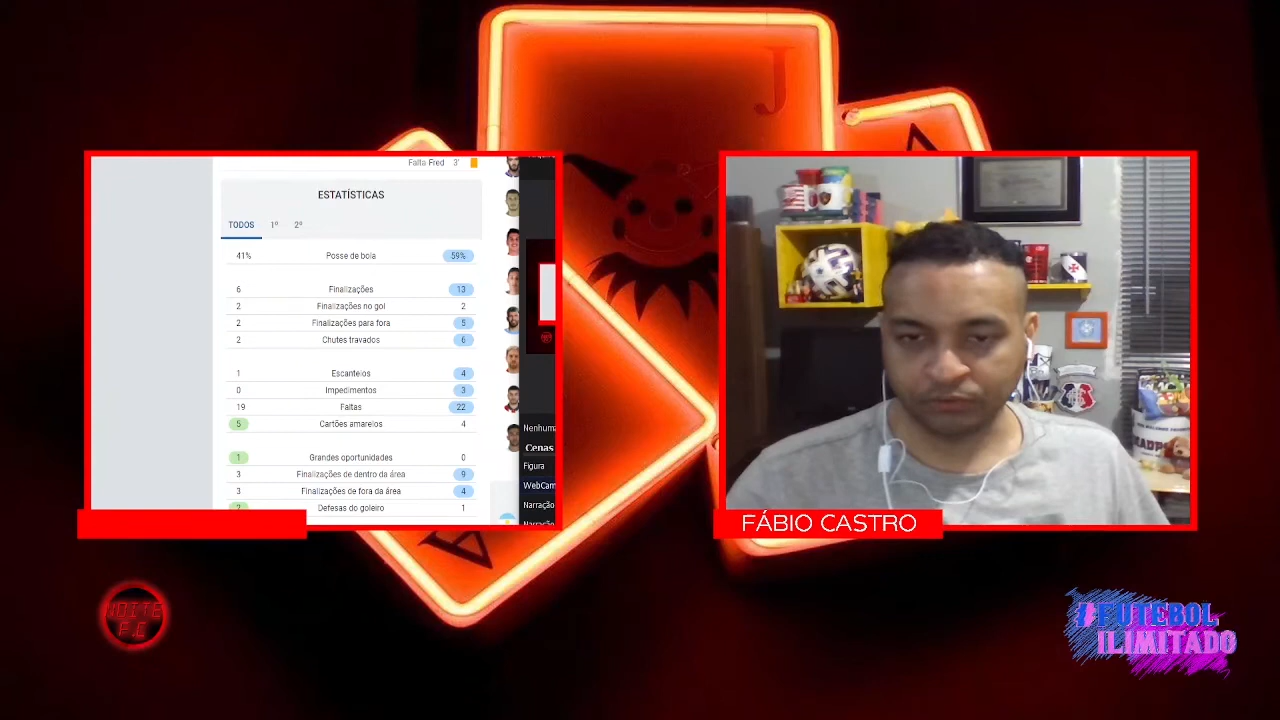 J
A
Falta Fred 3'
ESTATÍSTICAS
TODOS 1º 2º
41% Posse de bola 59%
6 Finalizações 13
2 Finalizações no gol 2
2 Finalizações para fora 5
2 Chutes travados 6
1 Escanteios 4
0 Impedimentos 3
19 Faltas 22
5 Cartões amarelos 4
1 Grandes oportunidades 0
3 Finalizações de dentro da área 9
3 Finalizações de fora da área 4
2 Defesas do goleiro 1
Cenas
Figura
WebCam
Narração
FÁBIO CASTRO
A
NOITE
F.C
#FUTEBOL
ILIMITADO